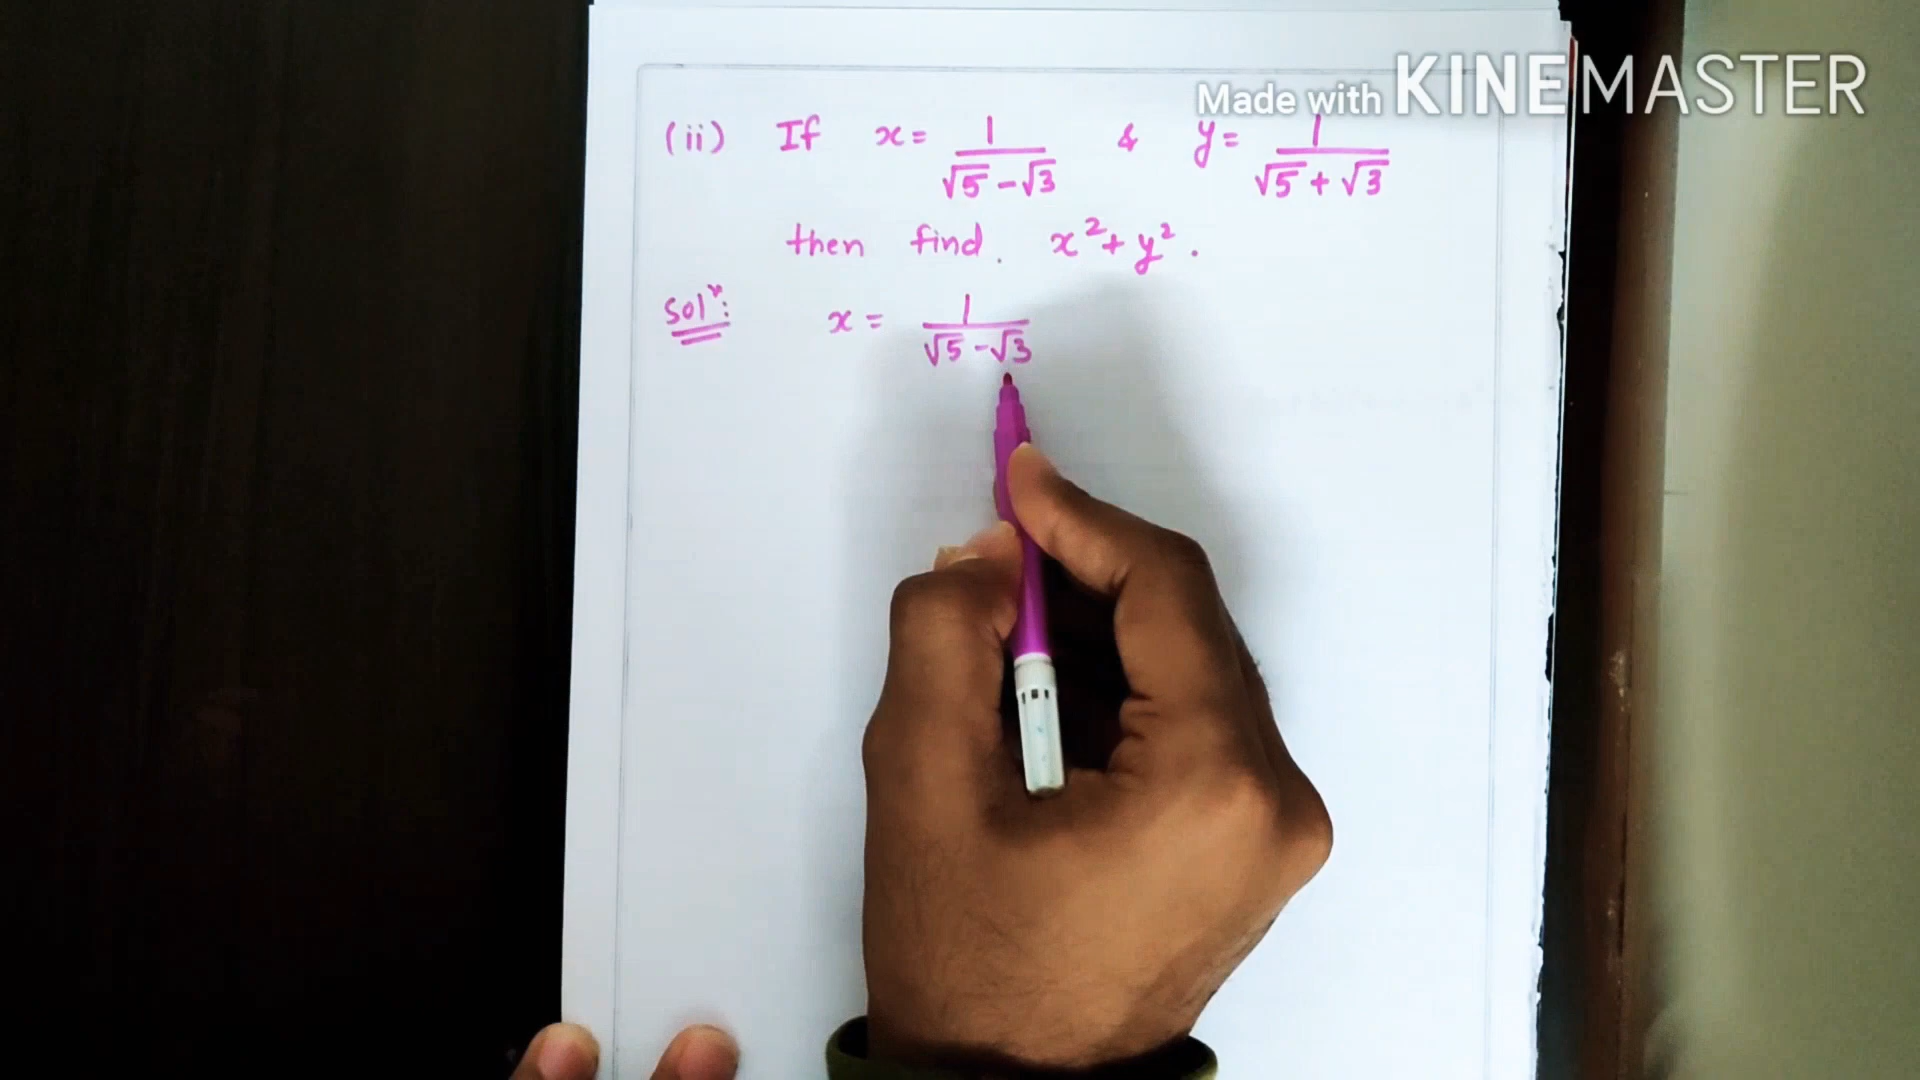 Made with KINEMASTER
(ii) If x = 1/(√5 - √3) & y = 1/(√5 + √3)
then find. x² + y².
Solⁿ: x = 1/(√5 - √3)